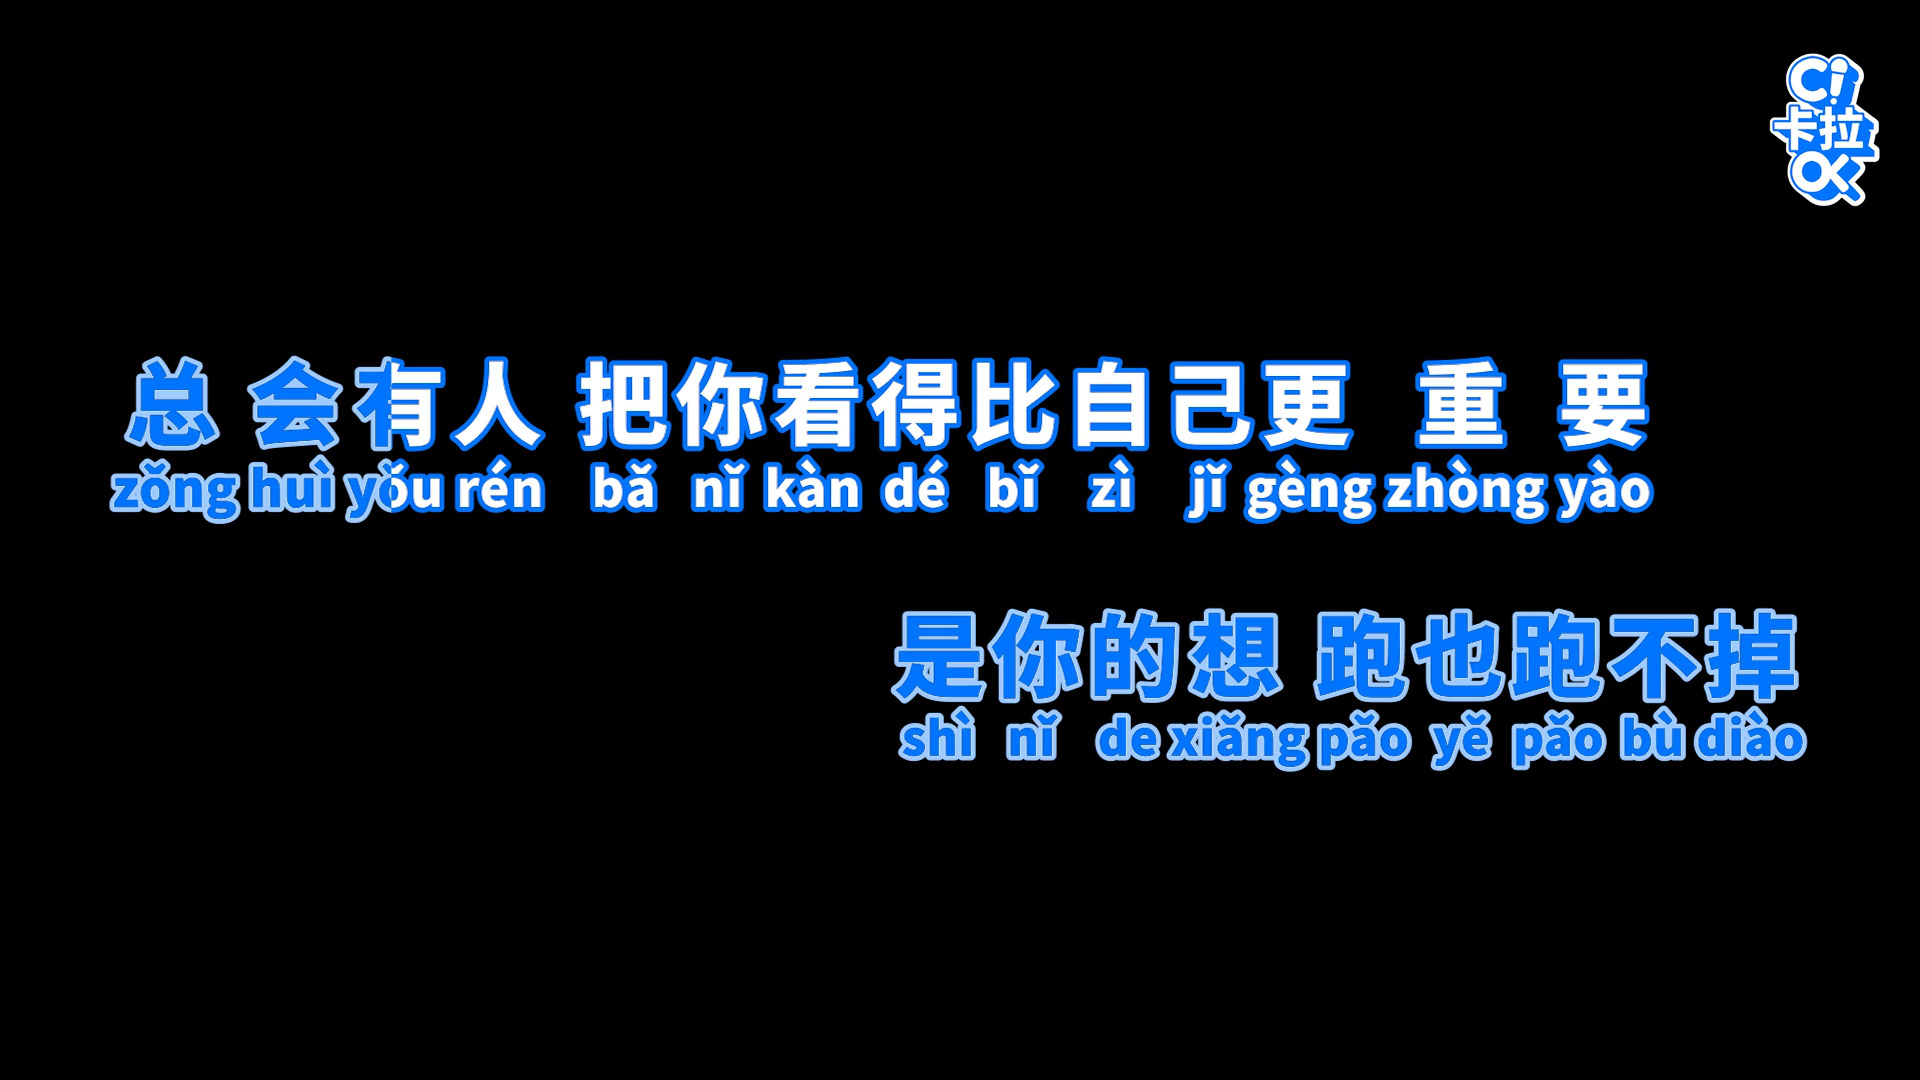 C!
卡拉
OK
总 会有人 把你看得比自己更 重 要
zǒng huì yǒu rén bǎ nǐ kàn dé bǐ zì jǐ gèng zhòng yào
是你的想 跑也跑不掉
shì nǐ de xiǎng pǎo yě pǎo bù diào